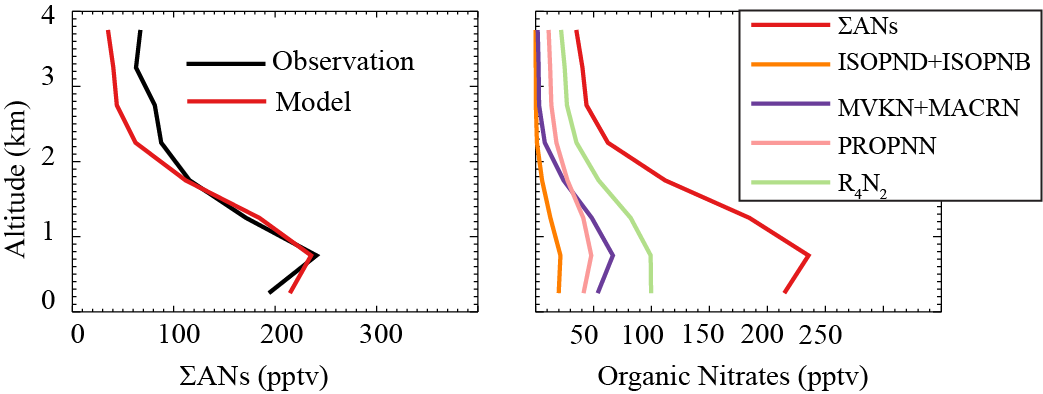 4
3
2
1
0
Altitude (km)
Observation
Model
0
100
200
300
ΣANs (pptv)
ΣANs
ISOPND+ISOPNB
MVKN+MACRN
PROPNN
R4N2
50
100
150
200
250
Organic Nitrates (pptv)